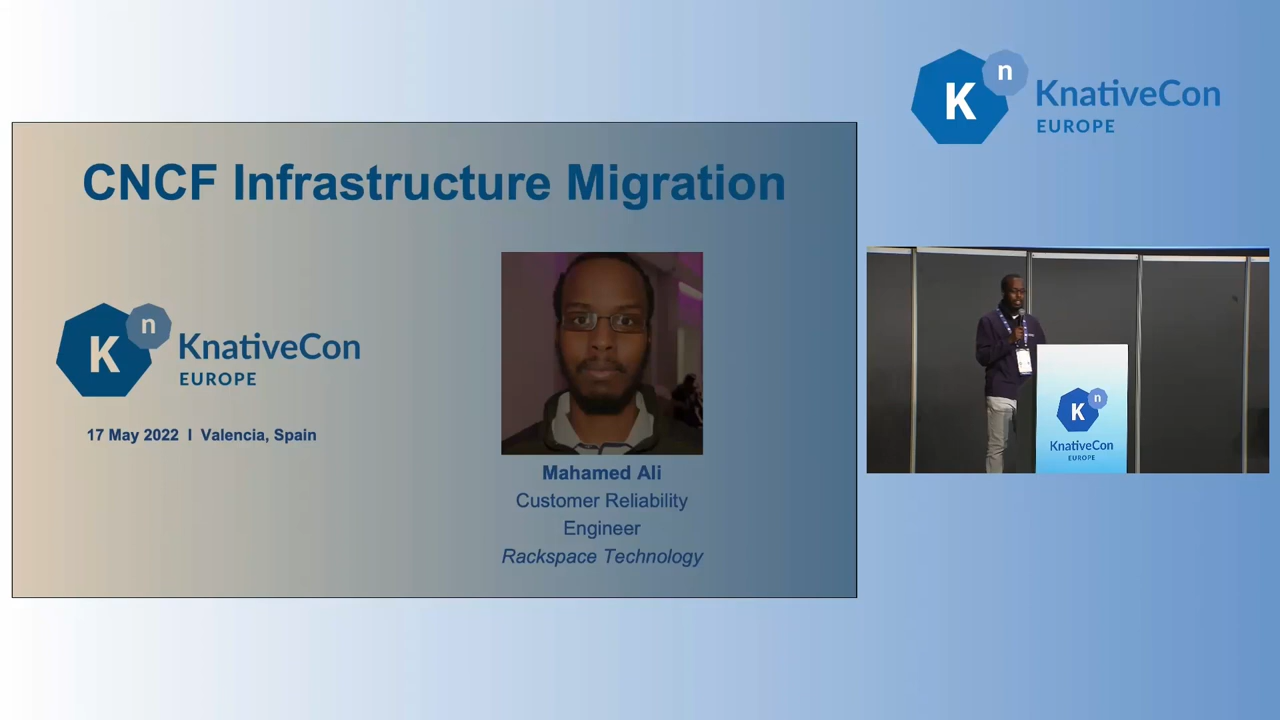 CNCF Infrastructure Migration
K n
KnativeCon
EUROPE
17 May 2022 I Valencia, Spain
Mahamed Ali
Customer Reliability
Engineer
Rackspace Technology
K n
KnativeCon
EUROPE
K n
KnativeCon
EUROPE